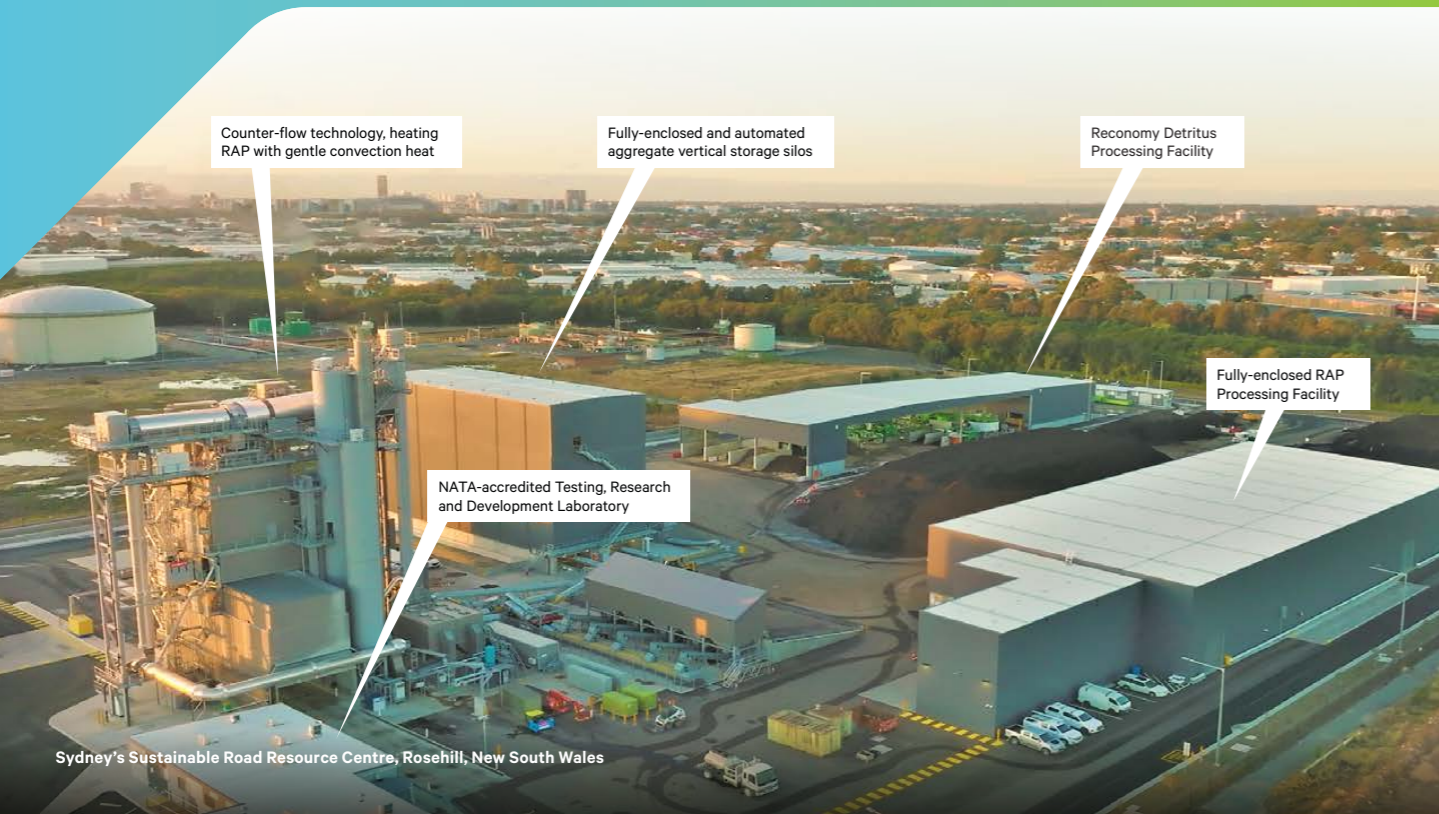 Counter-flow technology, heating
RAP with gentle convection heat
Fully-enclosed and automated
aggregate vertical storage silos
Reconomy Detritus
Processing Facility
Fully-enclosed RAP
Processing Facility
NATA-accredited Testing, Research
and Development Laboratory
Sydney’s Sustainable Road Resource Centre, Rosehill, New South Wales